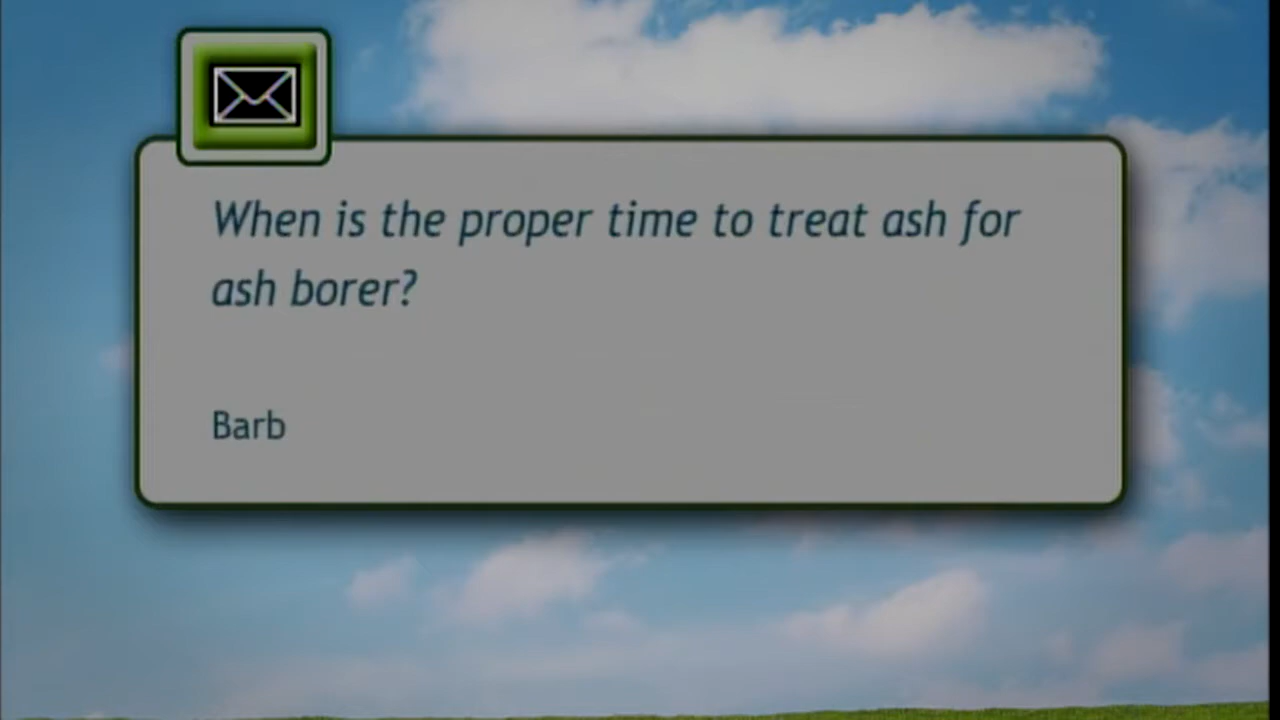 When is the proper time to treat ash for
ash borer?
Barb